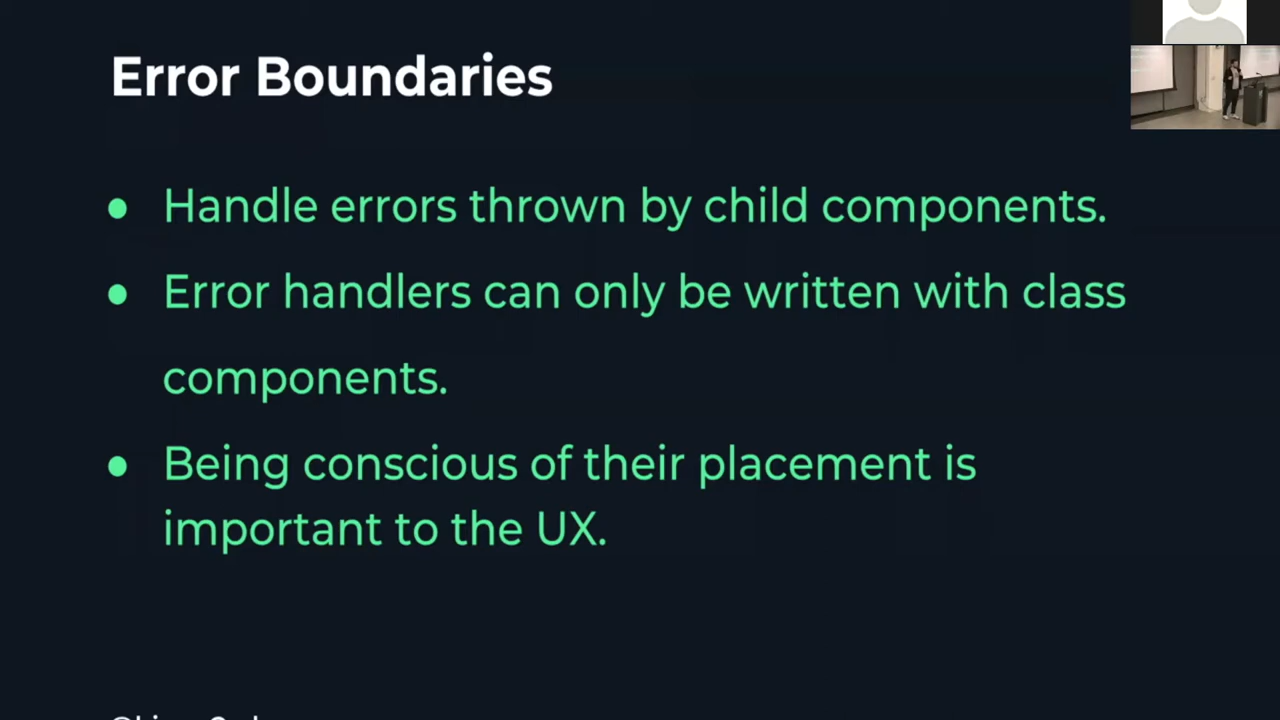 Error Boundaries
● Handle errors thrown by child components.
● Error handlers can only be written with class
components.
● Being conscious of their placement is
important to the UX.